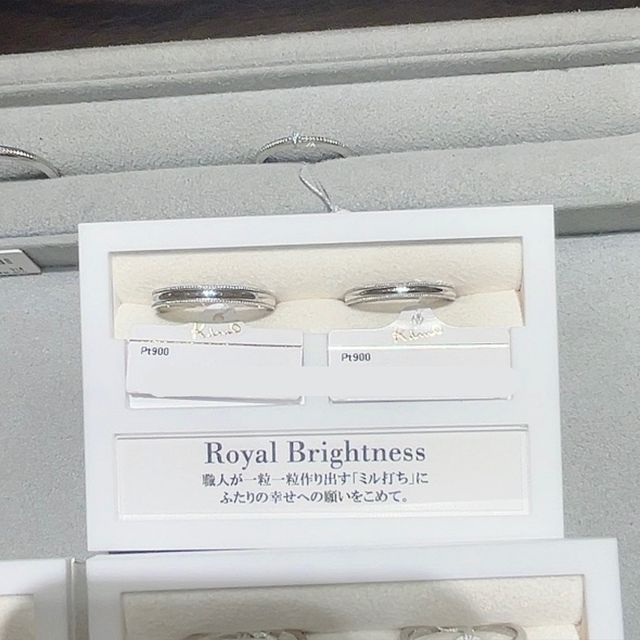 Pt900
Pt900
Royal Brightness
職人が一粒一粒作り出す「ミル打ち」に
ふたりの幸せへの願いをこめて。